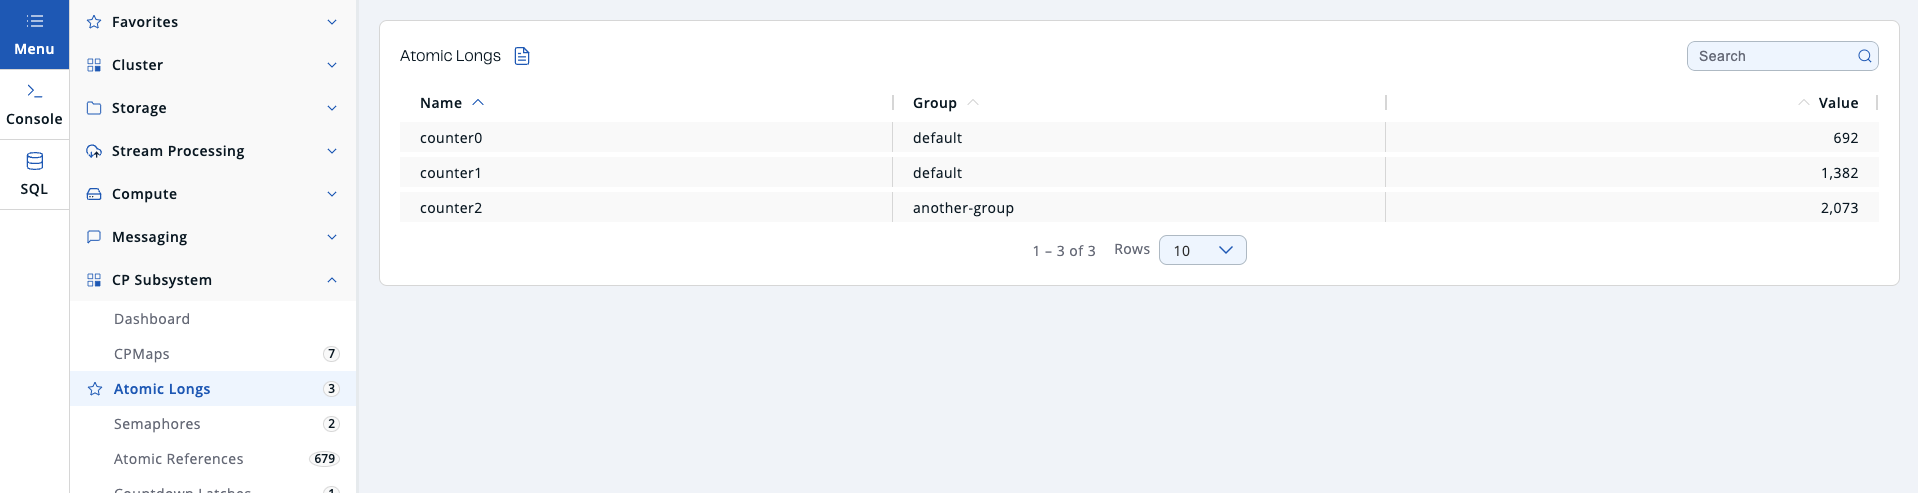 Menu
Console
SQL
Favorites
Cluster
Storage
Stream Processing
Compute
Messaging
CP Subsystem
Dashboard
CPMaps 7
Atomic Longs 3
Semaphores 2
Atomic References 679
Countdown Latches 1
Atomic Longs
Search
Name Group Value
counter0 default 692
counter1 default 1,382
counter2 another-group 2,073
1 – 3 of 3 Rows 10